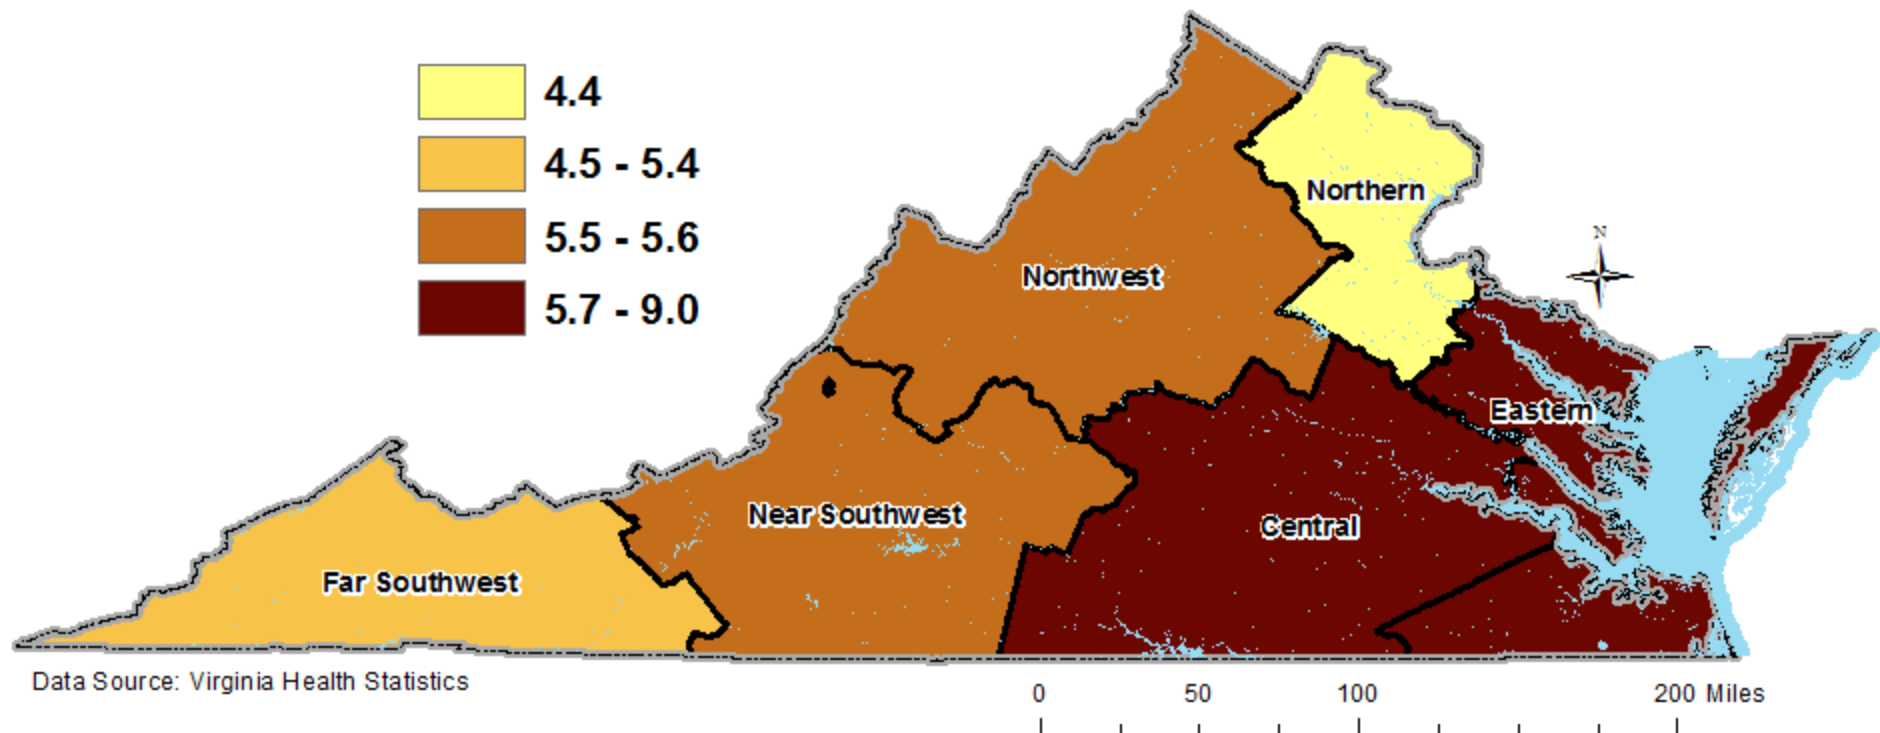 4.4
4.5 - 5.4
5.5 - 5.6
5.7 - 9.0
Northern
N
Northwest
Eastern
Near Southwest
Central
Far Southwest
Data Source: Virginia Health Statistics
0 50 100 200 Miles